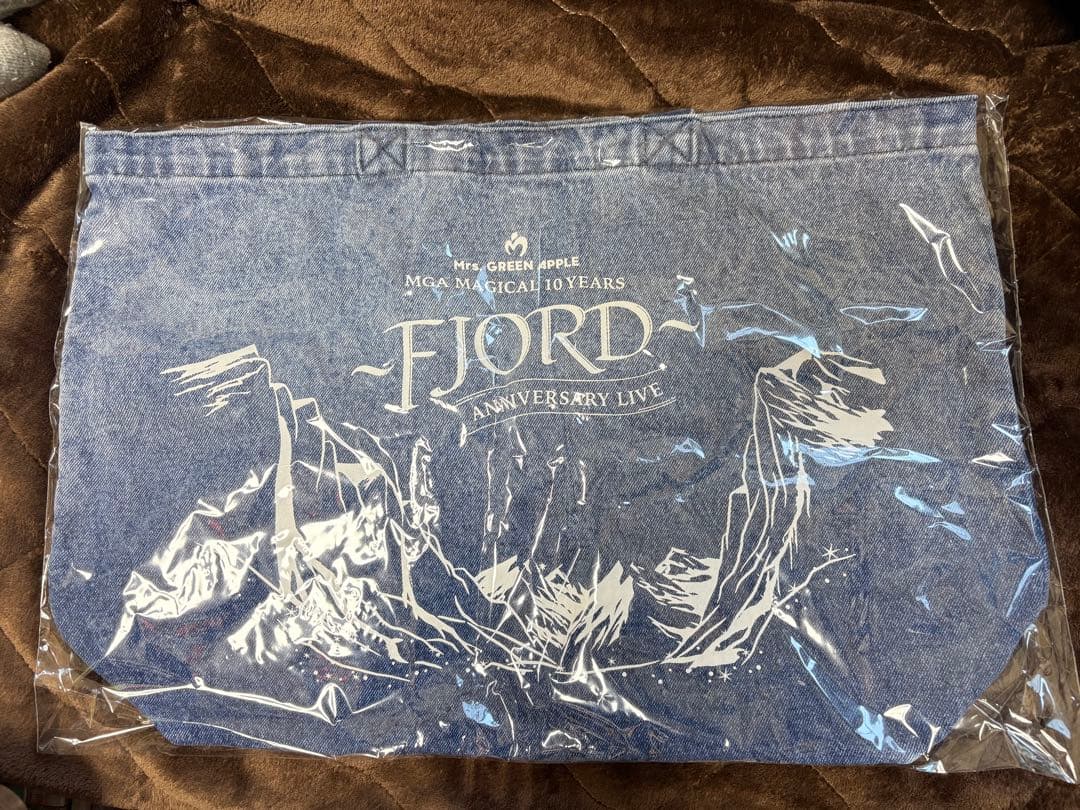 Mrs. GREEN APPLE
MGA MAGICAL 10 YEARS
~FJORD~
ANNIVERSARY LIVE